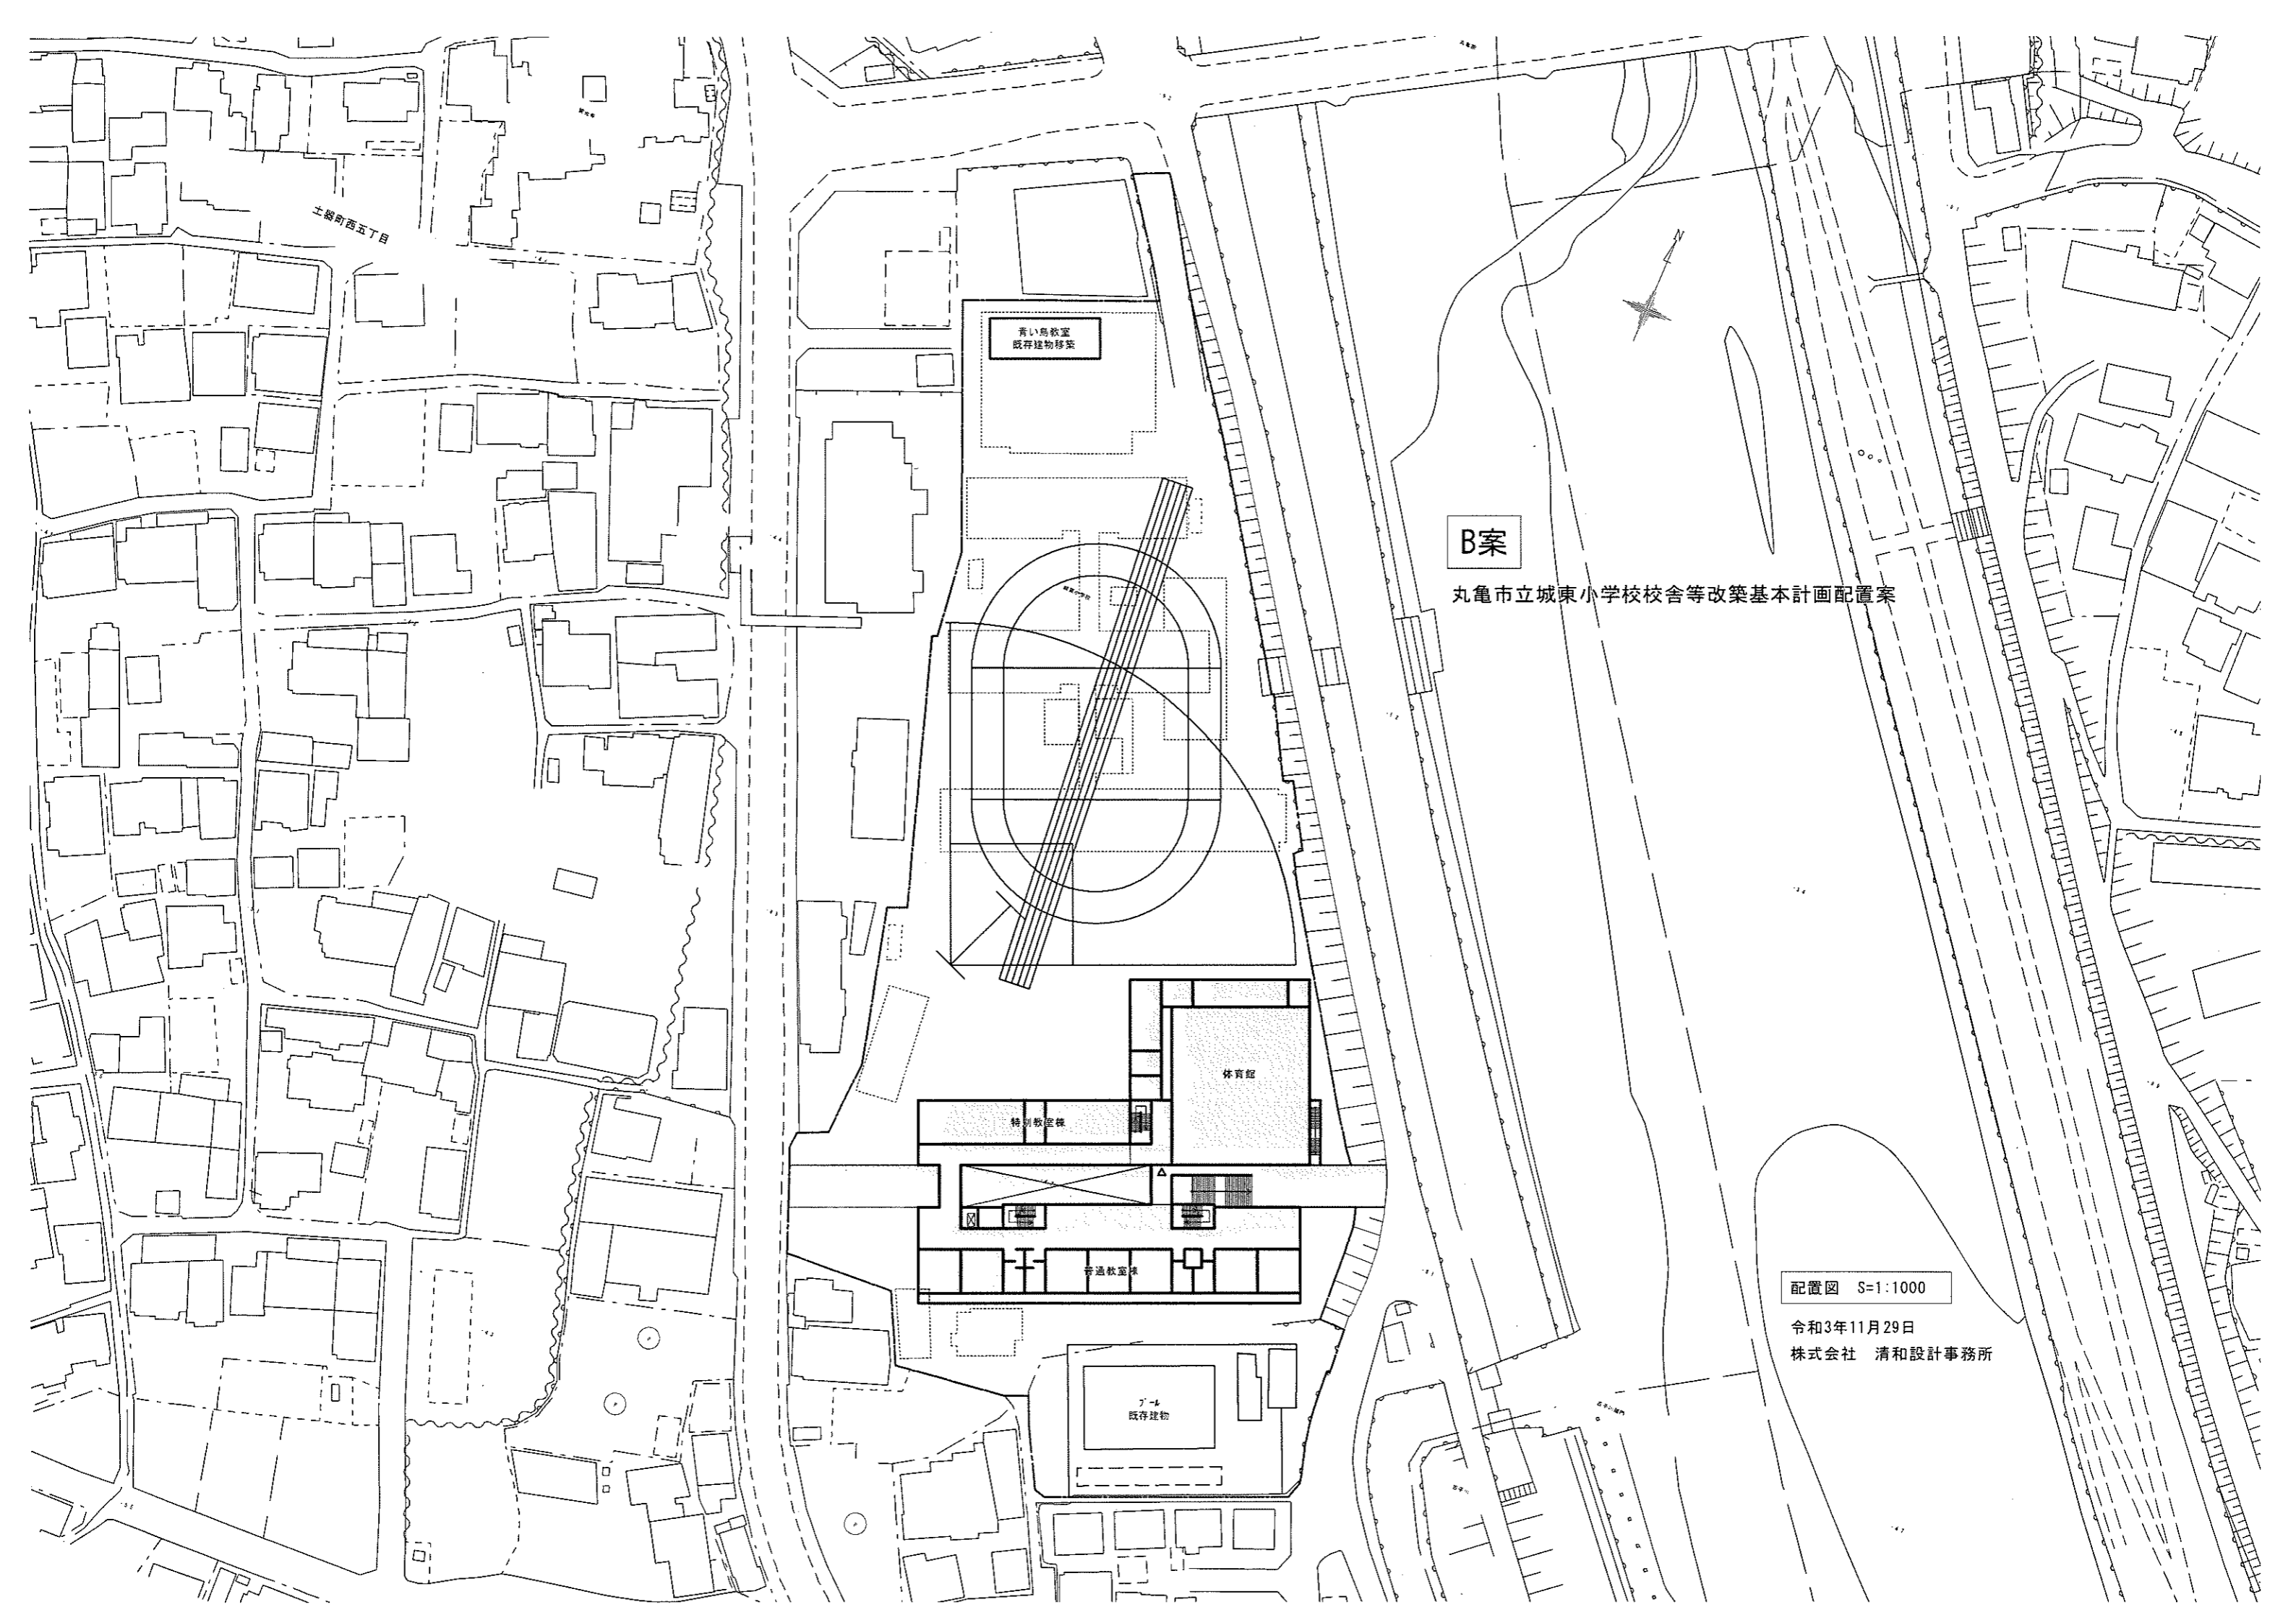 土器町西五丁目
N
青い鳥教室
既存建物移築
B案
丸亀市立城東小学校校舎等改築基本計画配置案
体育館
特別教室棟
普通教室棟
配置図 S=1:1000
令和3年11月29日
株式会社 清和設計事務所
プール
既存建物